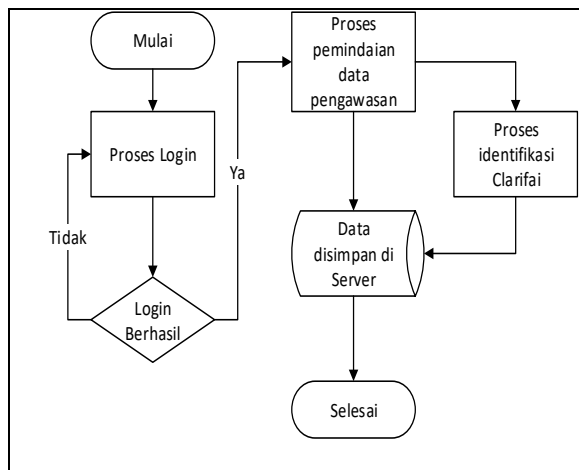 Mulai
Proses Login
Tidak
Login
Berhasil
Ya
Proses
pemindaian
data
pengawasan
Proses
identifikasi
Clarifai
Data
disimpan di
Server
Selesai